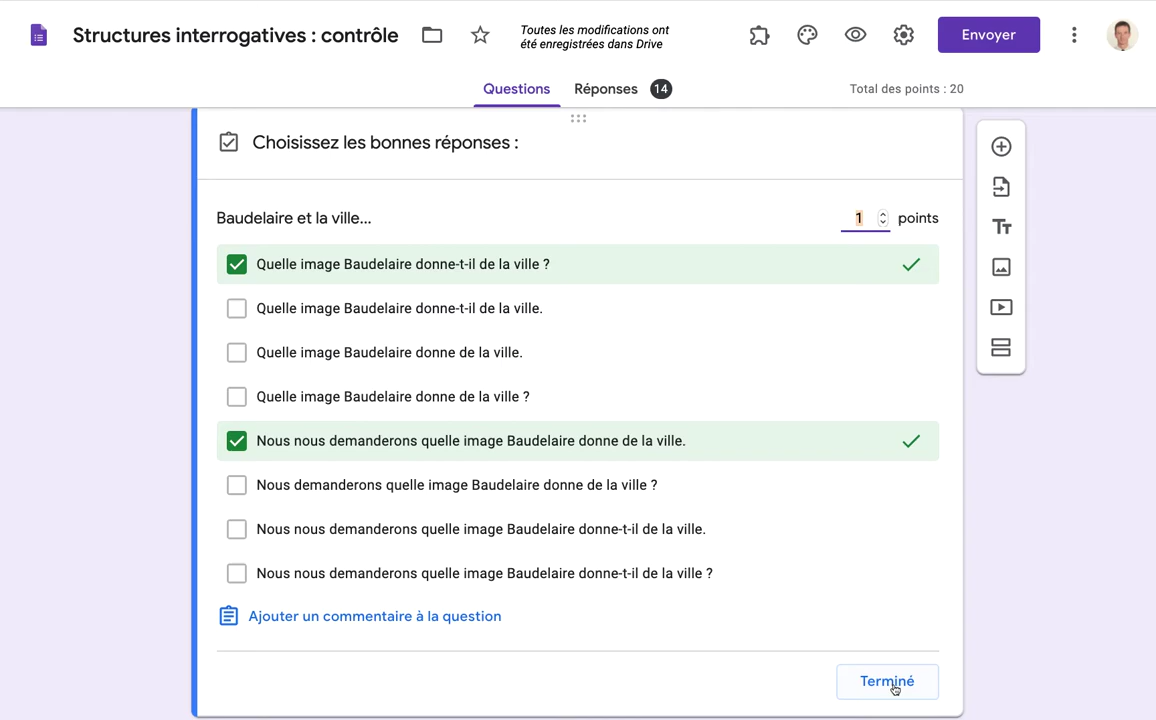 Structures interrogatives : contrôle
Toutes les modifications ont
été enregistrées dans Drive
Envoyer
Questions
Réponses 14
Total des points : 20
Choisissez les bonnes réponses :
Baudelaire et la ville...
1 points
Quelle image Baudelaire donne-t-il de la ville ?
Quelle image Baudelaire donne-t-il de la ville.
Quelle image Baudelaire donne de la ville.
Quelle image Baudelaire donne de la ville ?
Nous nous demanderons quelle image Baudelaire donne de la ville.
Nous demanderons quelle image Baudelaire donne de la ville ?
Nous nous demanderons quelle image Baudelaire donne-t-il de la ville.
Nous nous demanderons quelle image Baudelaire donne-t-il de la ville ?
Ajouter un commentaire à la question
Terminé